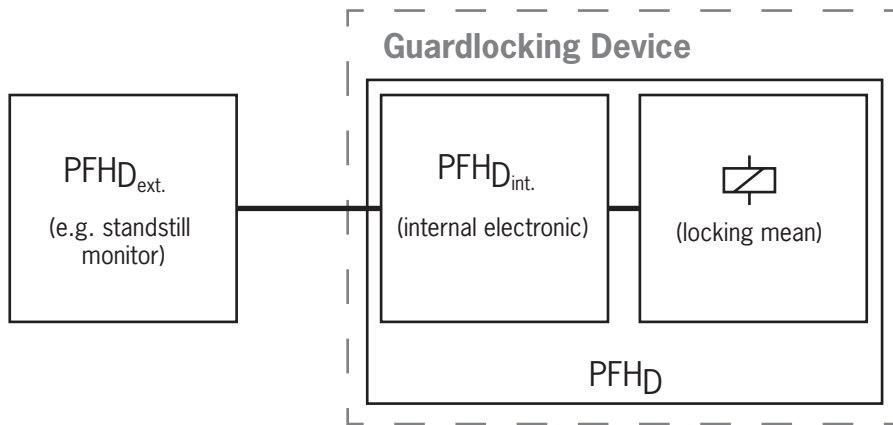 Guardlocking Device
PFHDext.
(e.g. standstill
monitor)
PFHDint.
(internal electronic)
(locking mean)
PFHD